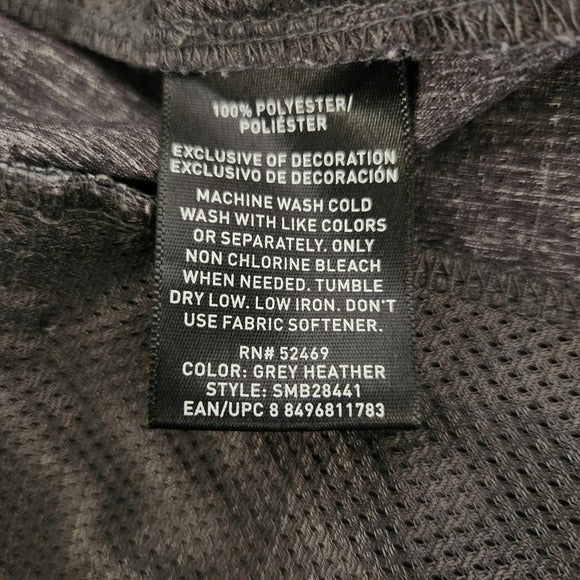 100% POLYESTER/
POLIÉSTER
EXCLUSIVE OF DECORATION
EXCLUSIVO DE DECORACIÓN
MACHINE WASH COLD
WASH WITH LIKE COLORS
OR SEPARATELY. ONLY
NON CHLORINE BLEACH
WHEN NEEDED. TUMBLE
DRY LOW. LOW IRON. DON'T
USE FABRIC SOFTENER.
RN# 52469
COLOR: GREY HEATHER
STYLE: SMB28441
EAN/UPC 8 8496811783